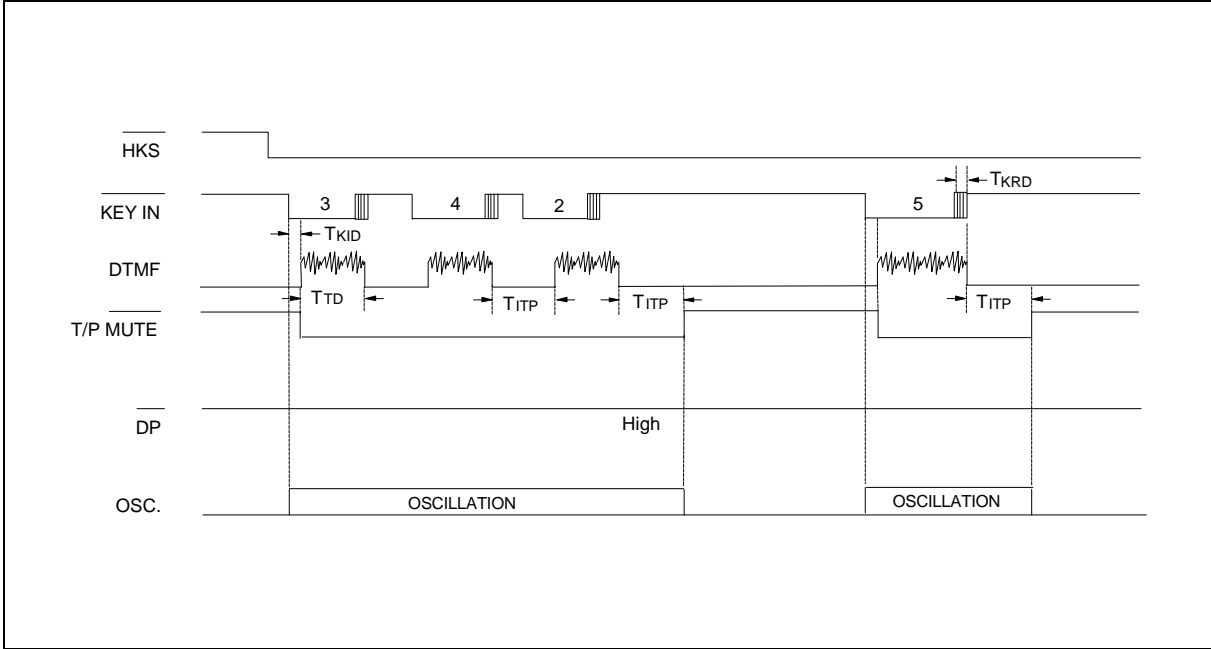 HKS
TKRD
KEY IN 3 4 2 5
TKID
DTMF
TTD TITP TITP TITP
T/P MUTE
DP High
OSC. OSCILLATION OSCILLATION